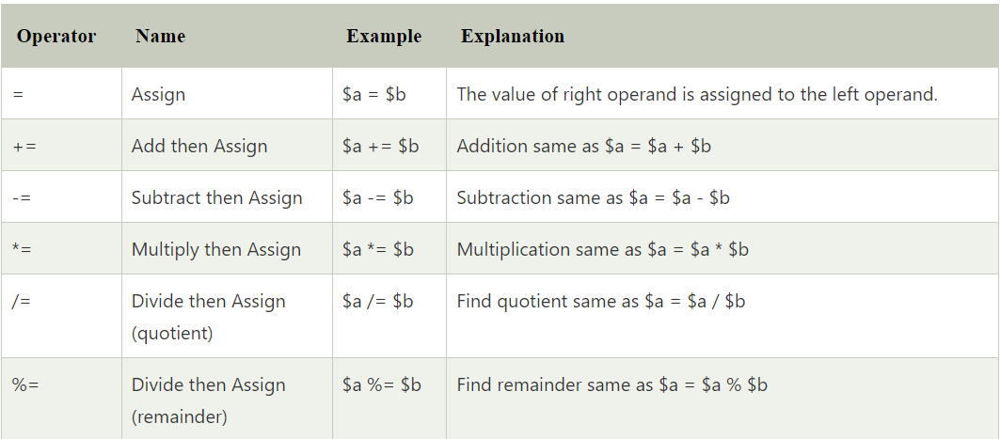 Operator Name Example Explanation
= Assign $a = $b The value of right operand is assigned to the left operand.
+= Add then Assign $a += $b Addition same as $a = $a + $b
-= Subtract then Assign $a -= $b Subtraction same as $a = $a - $b
*= Multiply then Assign $a *= $b Multiplication same as $a = $a * $b
/= Divide then Assign $a /= $b Find quotient same as $a = $a / $b
(quotient)
%= Divide then Assign $a %= $b Find remainder same as $a = $a % $b
(remainder)